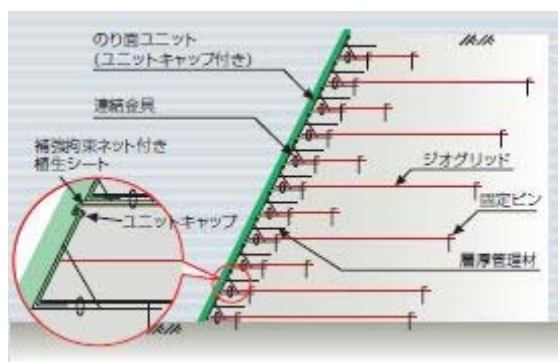 のり面ユニット
(ユニットキャップ付き)
連結金具
補強拘束ネット付き
植生シート
ユニットキャップ
ジオグリッド
固定ピン
層厚管理材